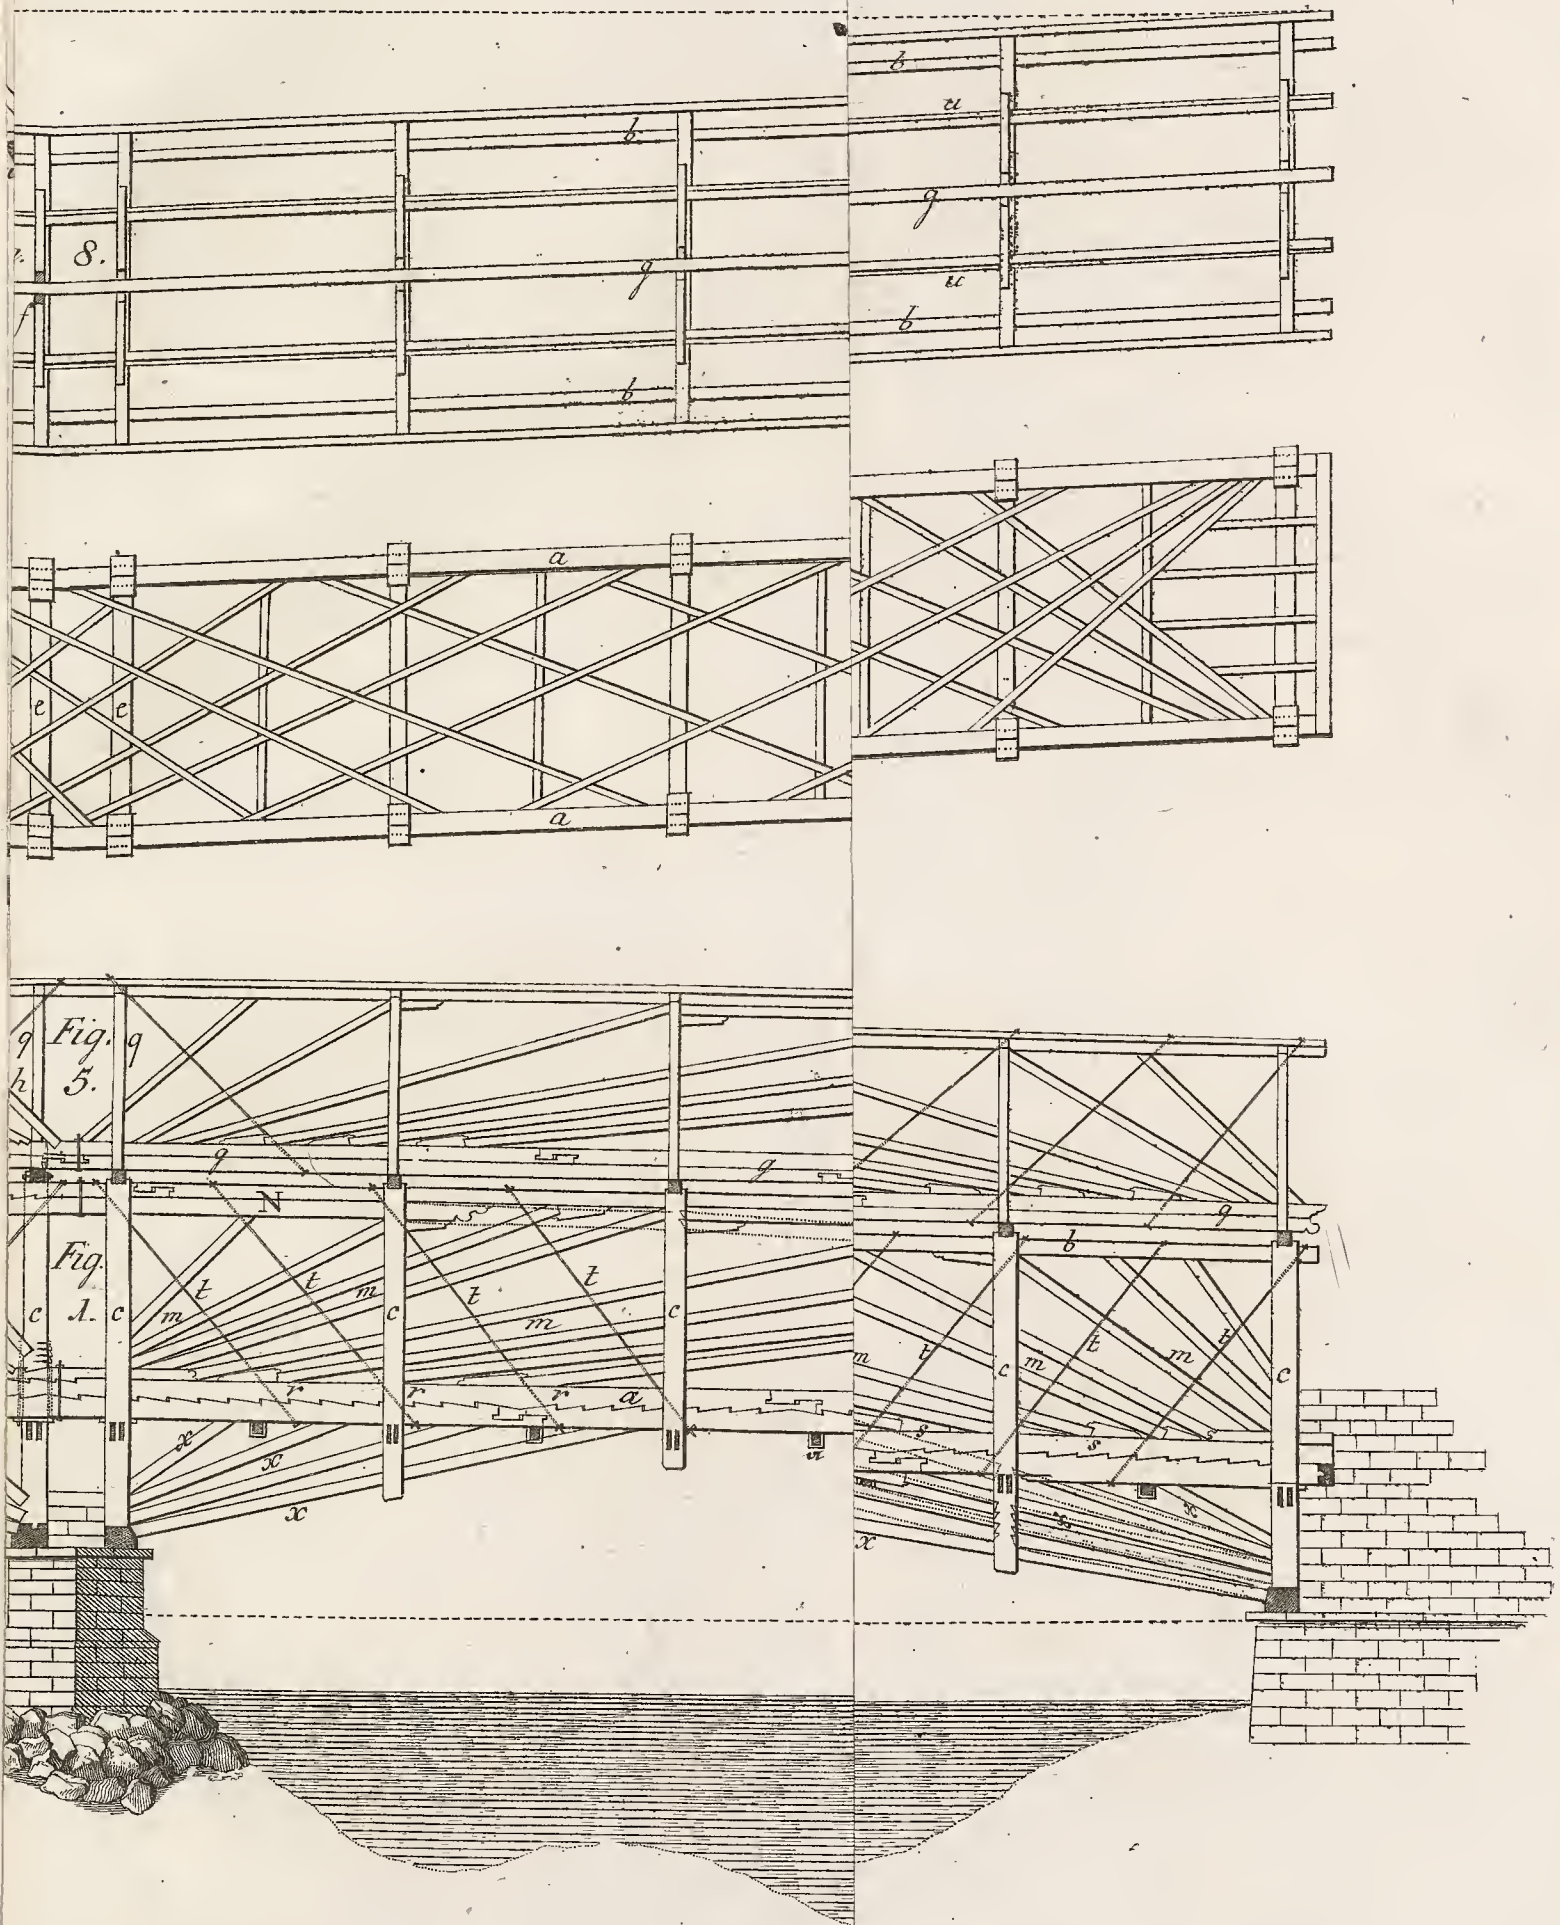 b
u
b
g
8.
g
u
f
b
b
a
e e
a
q Fig. q
h 5.
q g q
N s b
Fig.
c c 1. m t t m c t m t c
m t c m t m t c
r r r a
s s
x x x
x x x